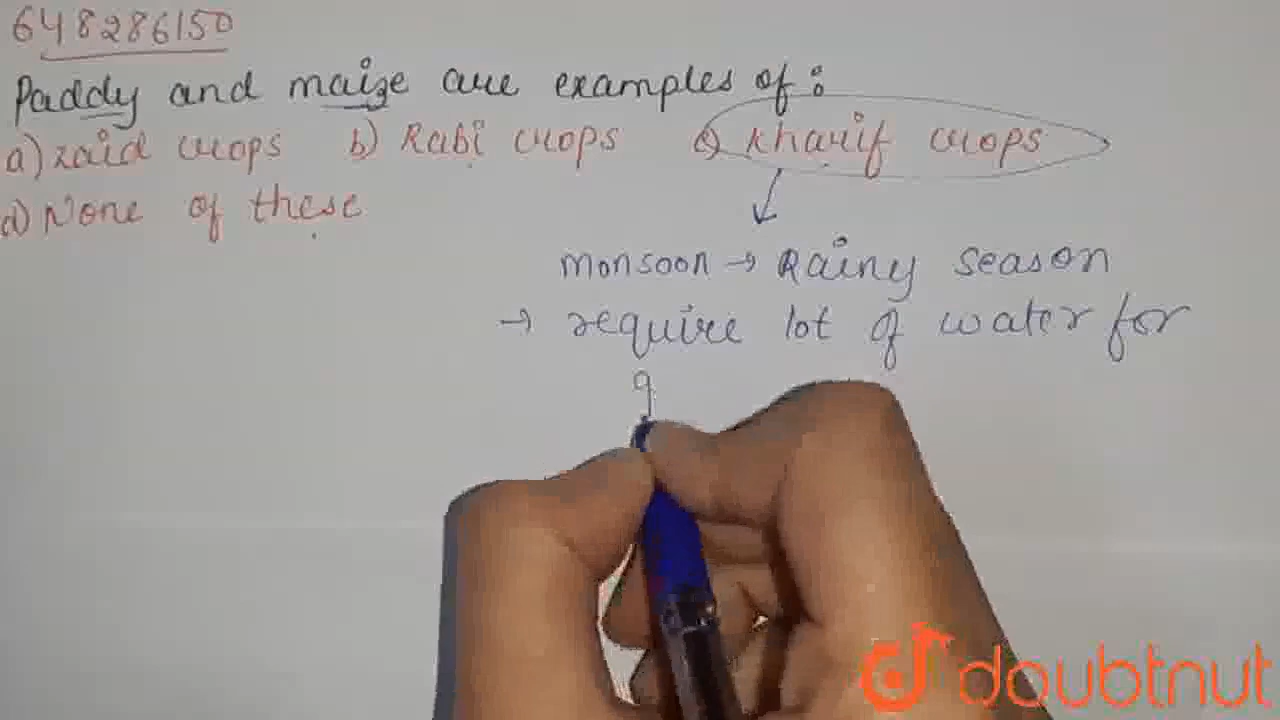 648286150
Paddy and maize are examples of :
a) zaid crops b) Rabi crops c) Kharif crops
d) None of these
monsoon → Rainy season
→ require lot of water for
g
doubtnut